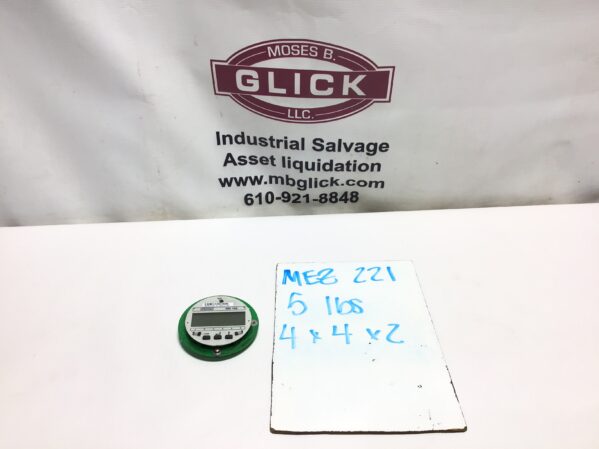 MOSES B.
GLICK
LLC.
Industrial Salvage
Asset liquidation
www.mbglick.com
610-921-8848
MEZ 221
5 lbs
4 x 4 x 2